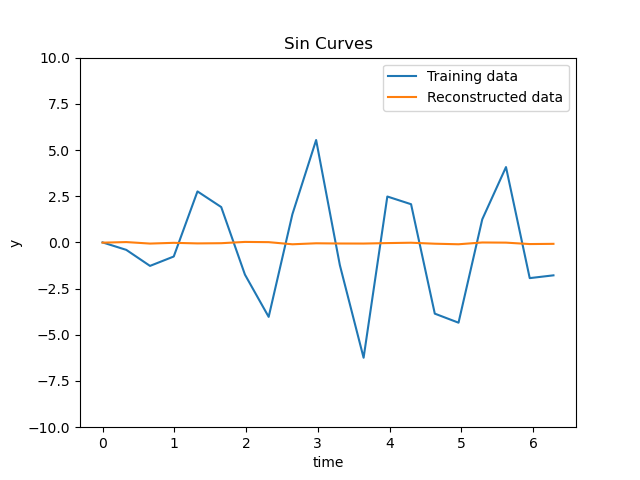 Sin Curves
Training data
Reconstructed data
10.0
7.5
5.0
2.5
0.0
−2.5
−5.0
−7.5
−10.0
y
0 1 2 3 4 5 6
time